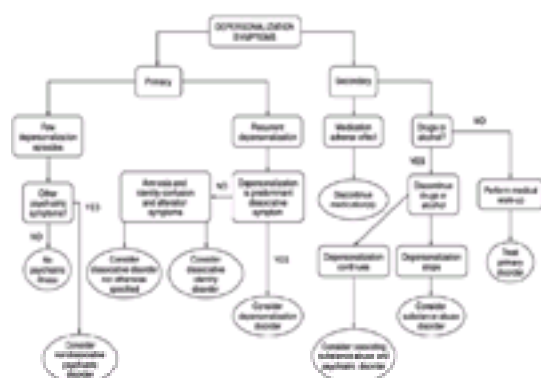 DEPERSONALIZATION
SYMPTOMS
Primary
Secondary
Few
depersonalization
episodes
Recurrent
depersonalization
Medication
adverse effect
Drugs or
alcohol?
NO
YES
Other
psychiatric
symptoms?
YES
NO
Amnesia and
identity confusion
and alteration
symptoms
NO
Depersonalization
is predominant
dissociative
symptom
YES
Discontinue
medication(s)
Discontinue
drugs or
alcohol
Perform medical
work-up
No
psychiatric
illness
Consider
dissociative disorder
not otherwise
specified
Consider
dissociative
identity
disorder
Depersonalization
continues
Depersonalization
stops
Treat
primary
disorder
Consider
nondissociative
psychiatric disorder
Consider
depersonalization
disorder
Consider
substance abuse and
psychiatric disorder
Consider
substance abuse
disorder